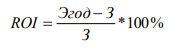 ROI = (Эгод – З) / З * 100%